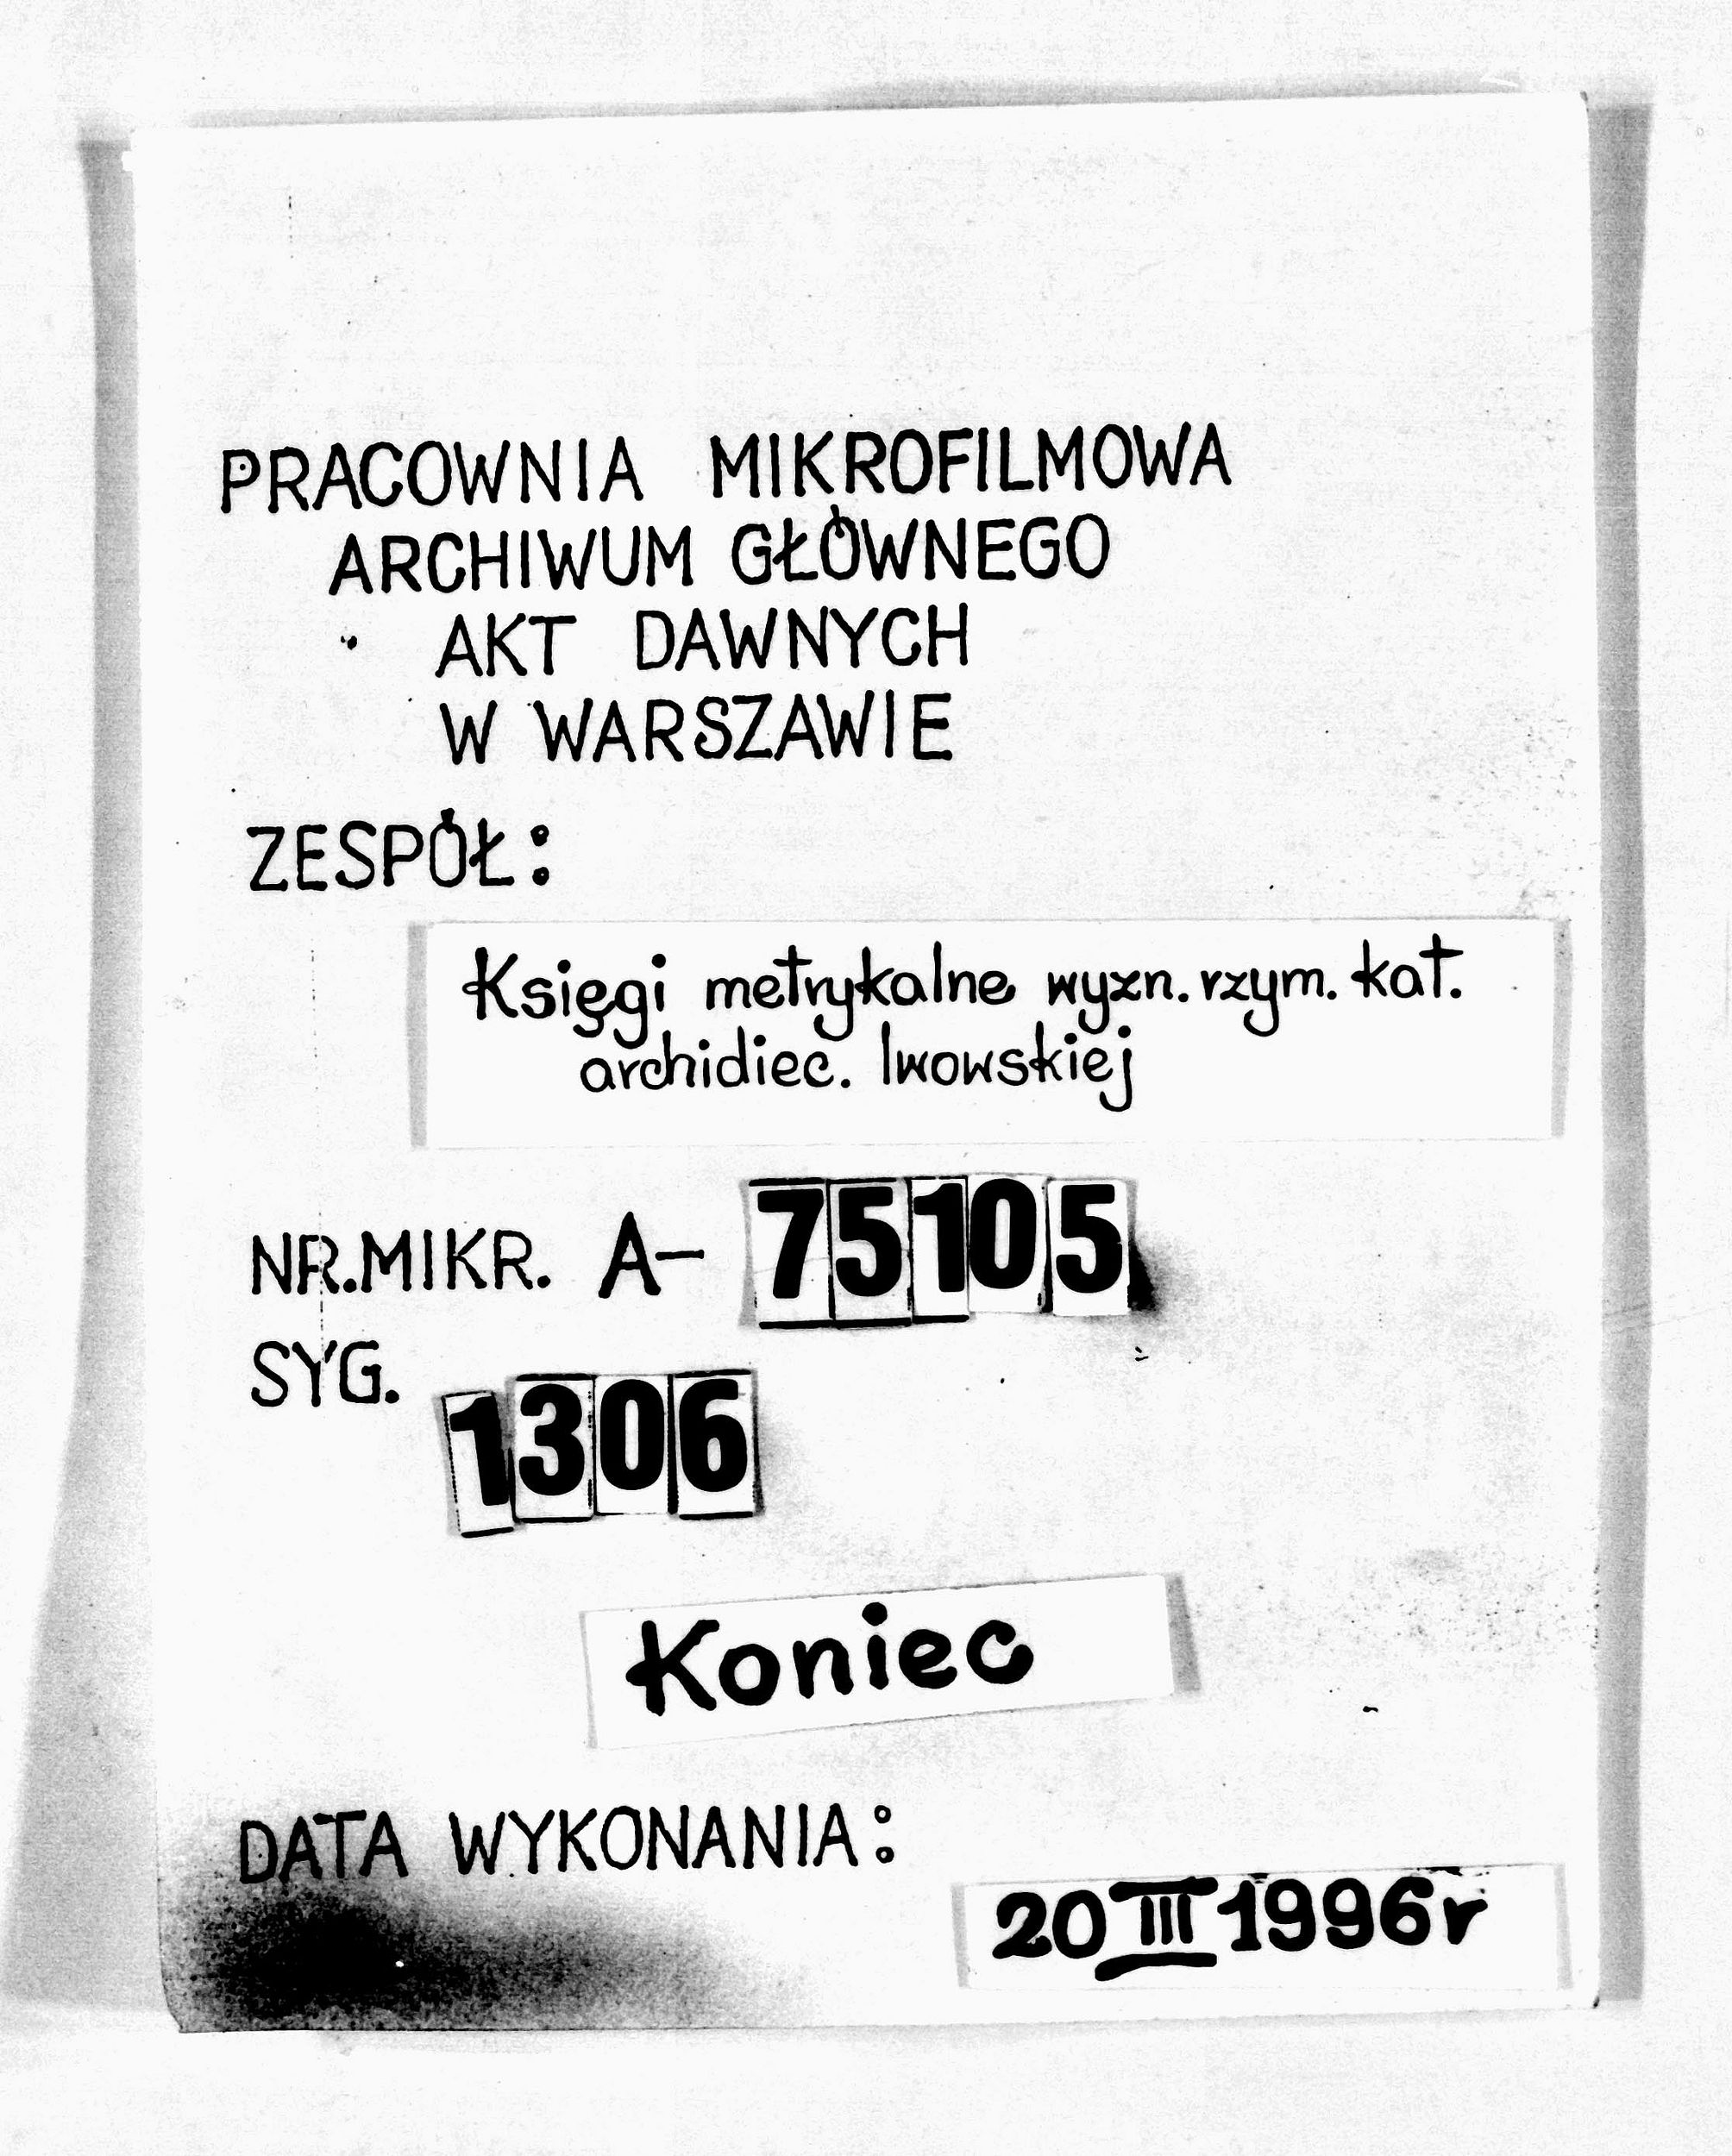 PRACOWNIA MIKROFILMOWA
ARCHIWUM GŁÓWNEGO
AKT DAWNYCH
W WARSZAWIE
ZESPÓŁ:
Księgi metrykalne wyzn. rzym. kat.
archidiec. lwowskiej
NR. MIKR. A- 75105
SYG.
1306
Koniec
DATA WYKONANIA:
20 III 1996r